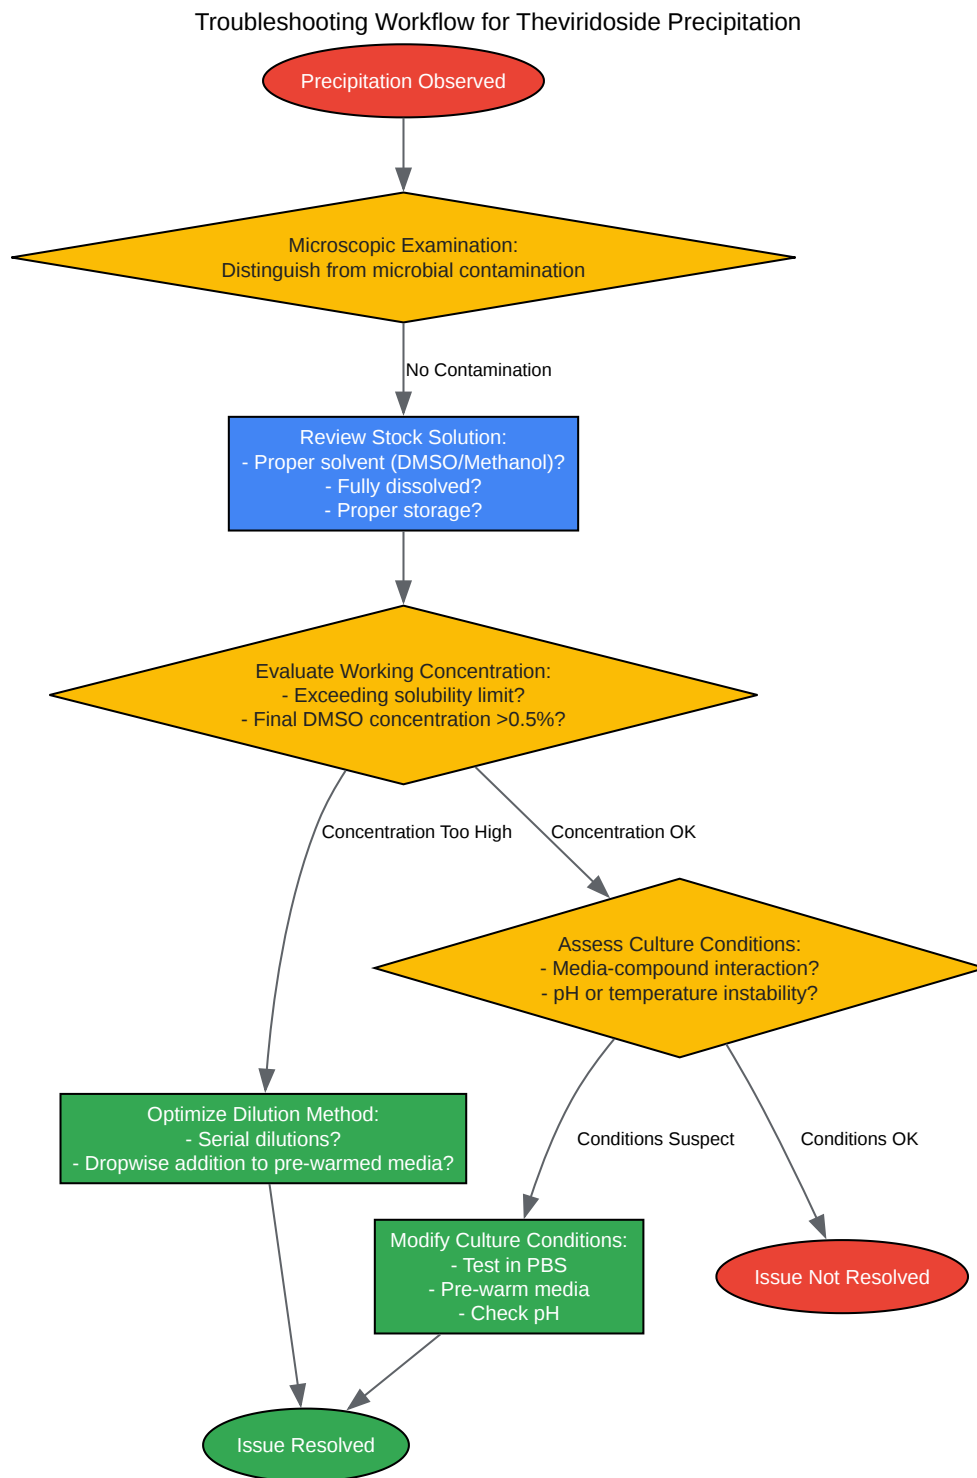 Troubleshooting Workflow for Theviridoside Precipitation
Precipitation Observed
Microscopic Examination:
Distinguish from microbial contamination
No Contamination
Review Stock Solution:
- Proper solvent (DMSO/Methanol)?
- Fully dissolved?
- Proper storage?
Evaluate Working Concentration:
- Exceeding solubility limit?
- Final DMSO concentration >0.5%?
Concentration Too High
Concentration OK
Assess Culture Conditions:
- Media-compound interaction?
- pH or temperature instability?
Optimize Dilution Method:
- Serial dilutions?
- Dropwise addition to pre-warmed media?
Conditions Suspect
Conditions OK
Modify Culture Conditions:
- Test in PBS
- Pre-warm media
- Check pH
Issue Not Resolved
Issue Resolved